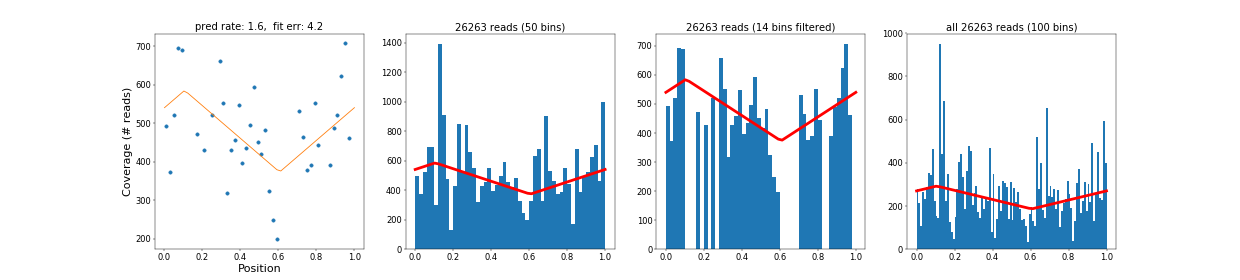 pred rate: 1.6,  fit err: 4.2
Coverage (# reads)
700
600
500
400
300
200
0.0 0.2 0.4 0.6 0.8 1.0
Position
26263 reads (50 bins)
1400
1200
1000
800
600
400
200
0
0.0 0.2 0.4 0.6 0.8 1.0
26263 reads (14 bins filtered)
700
600
500
400
300
200
100
0
0.0 0.2 0.4 0.6 0.8 1.0
all 26263 reads (100 bins)
1000
800
600
400
200
0
0.0 0.2 0.4 0.6 0.8 1.0